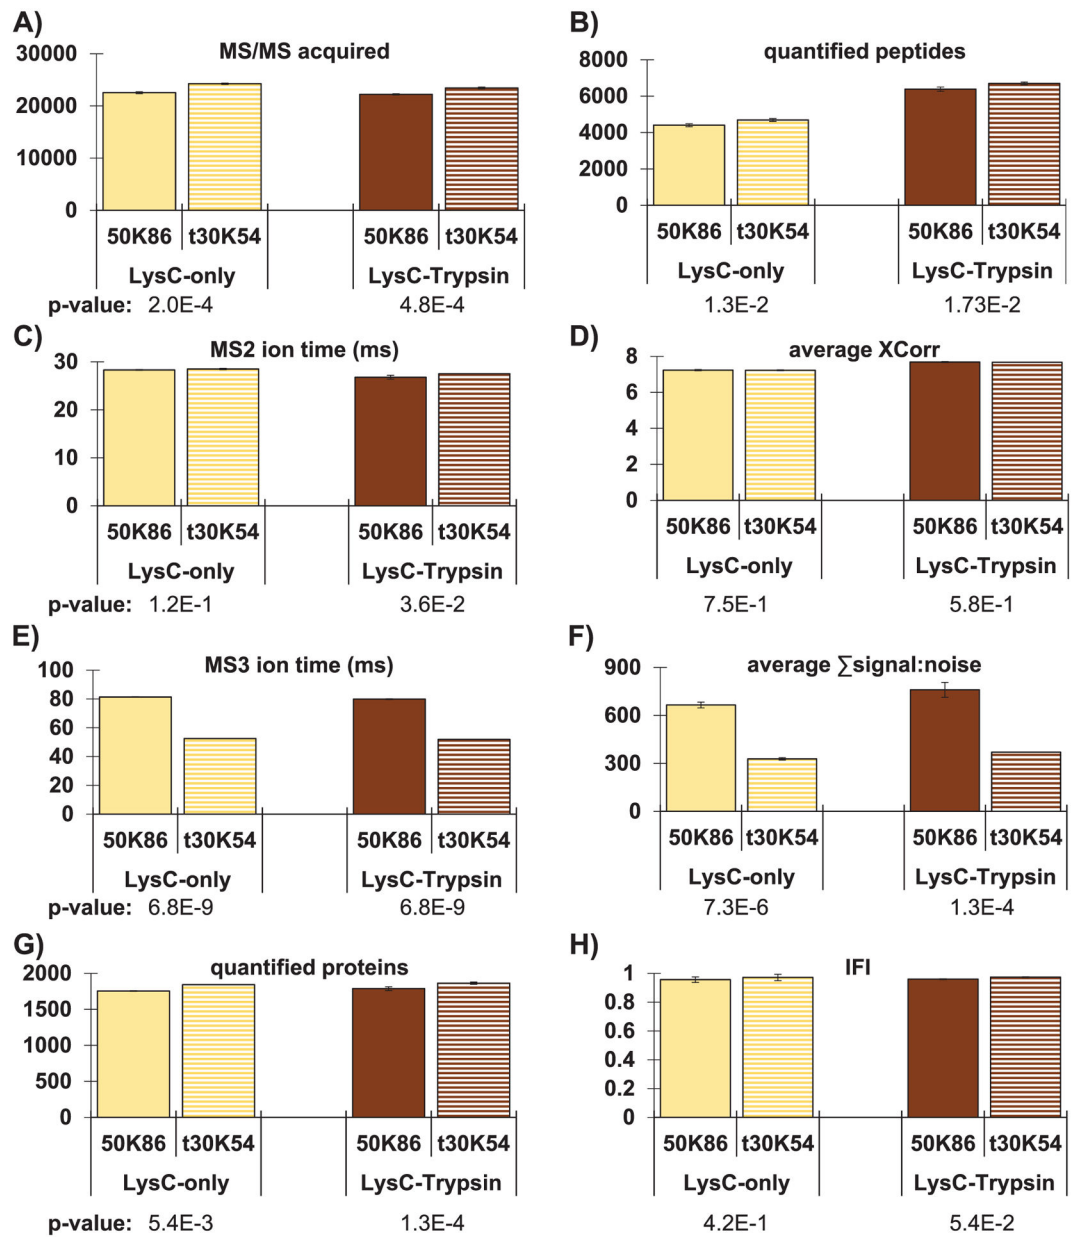 A)
MS/MS acquired
30000
20000
10000
0
50K86 t30K54 50K86 t30K54
LysC-only LysC-Trypsin
p-value: 2.0E-4 4.8E-4
B)
quantified peptides
8000
6000
4000
2000
0
50K86 t30K54 50K86 t30K54
LysC-only LysC-Trypsin
1.3E-2 1.73E-2
C)
MS2 ion time (ms)
30
20
10
0
50K86 t30K54 50K86 t30K54
LysC-only LysC-Trypsin
p-value: 1.2E-1 3.6E-2
D)
average XCorr
8
6
4
2
0
50K86 t30K54 50K86 t30K54
LysC-only LysC-Trypsin
7.5E-1 5.8E-1
E)
MS3 ion time (ms)
100
80
60
40
20
0
50K86 t30K54 50K86 t30K54
LysC-only LysC-Trypsin
p-value: 6.8E-9 6.8E-9
F)
average ∑signal:noise
900
600
300
0
50K86 t30K54 50K86 t30K54
LysC-only LysC-Trypsin
7.3E-6 1.3E-4
G)
quantified proteins
2000
1500
1000
500
0
50K86 t30K54 50K86 t30K54
LysC-only LysC-Trypsin
p-value: 5.4E-3 1.3E-4
H)
IFI
1
0.8
0.6
0.4
0.2
0
50K86 t30K54 50K86 t30K54
LysC-only LysC-Trypsin
4.2E-1 5.4E-2